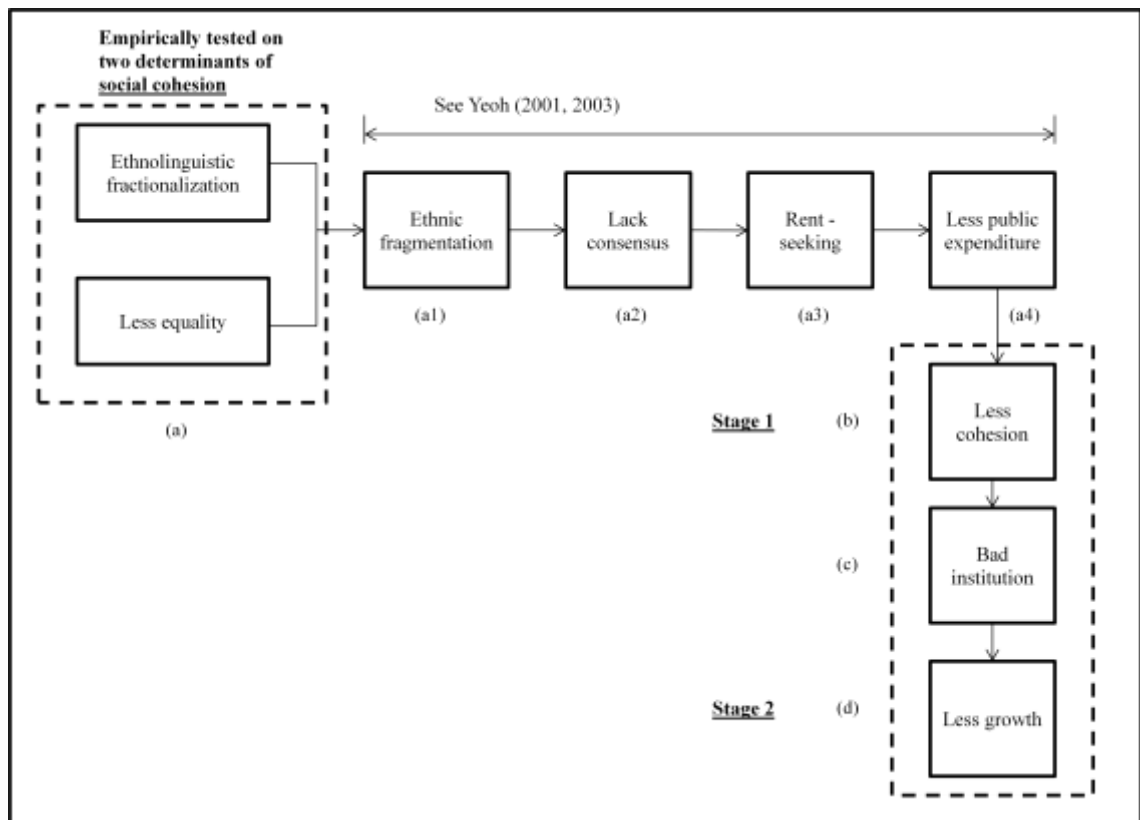 Empirically tested on
two determinants of
social cohesion
See Yeoh (2001, 2003)
Ethnolinguistic
fractionalization
Less equality
(a)
Ethnic
fragmentation
(a1)
Lack
consensus
(a2)
Rent -
seeking
(a3)
Less public
expenditure
(a4)
Stage 1
(b)
Less
cohesion
(c)
Bad
institution
Stage 2
(d)
Less growth